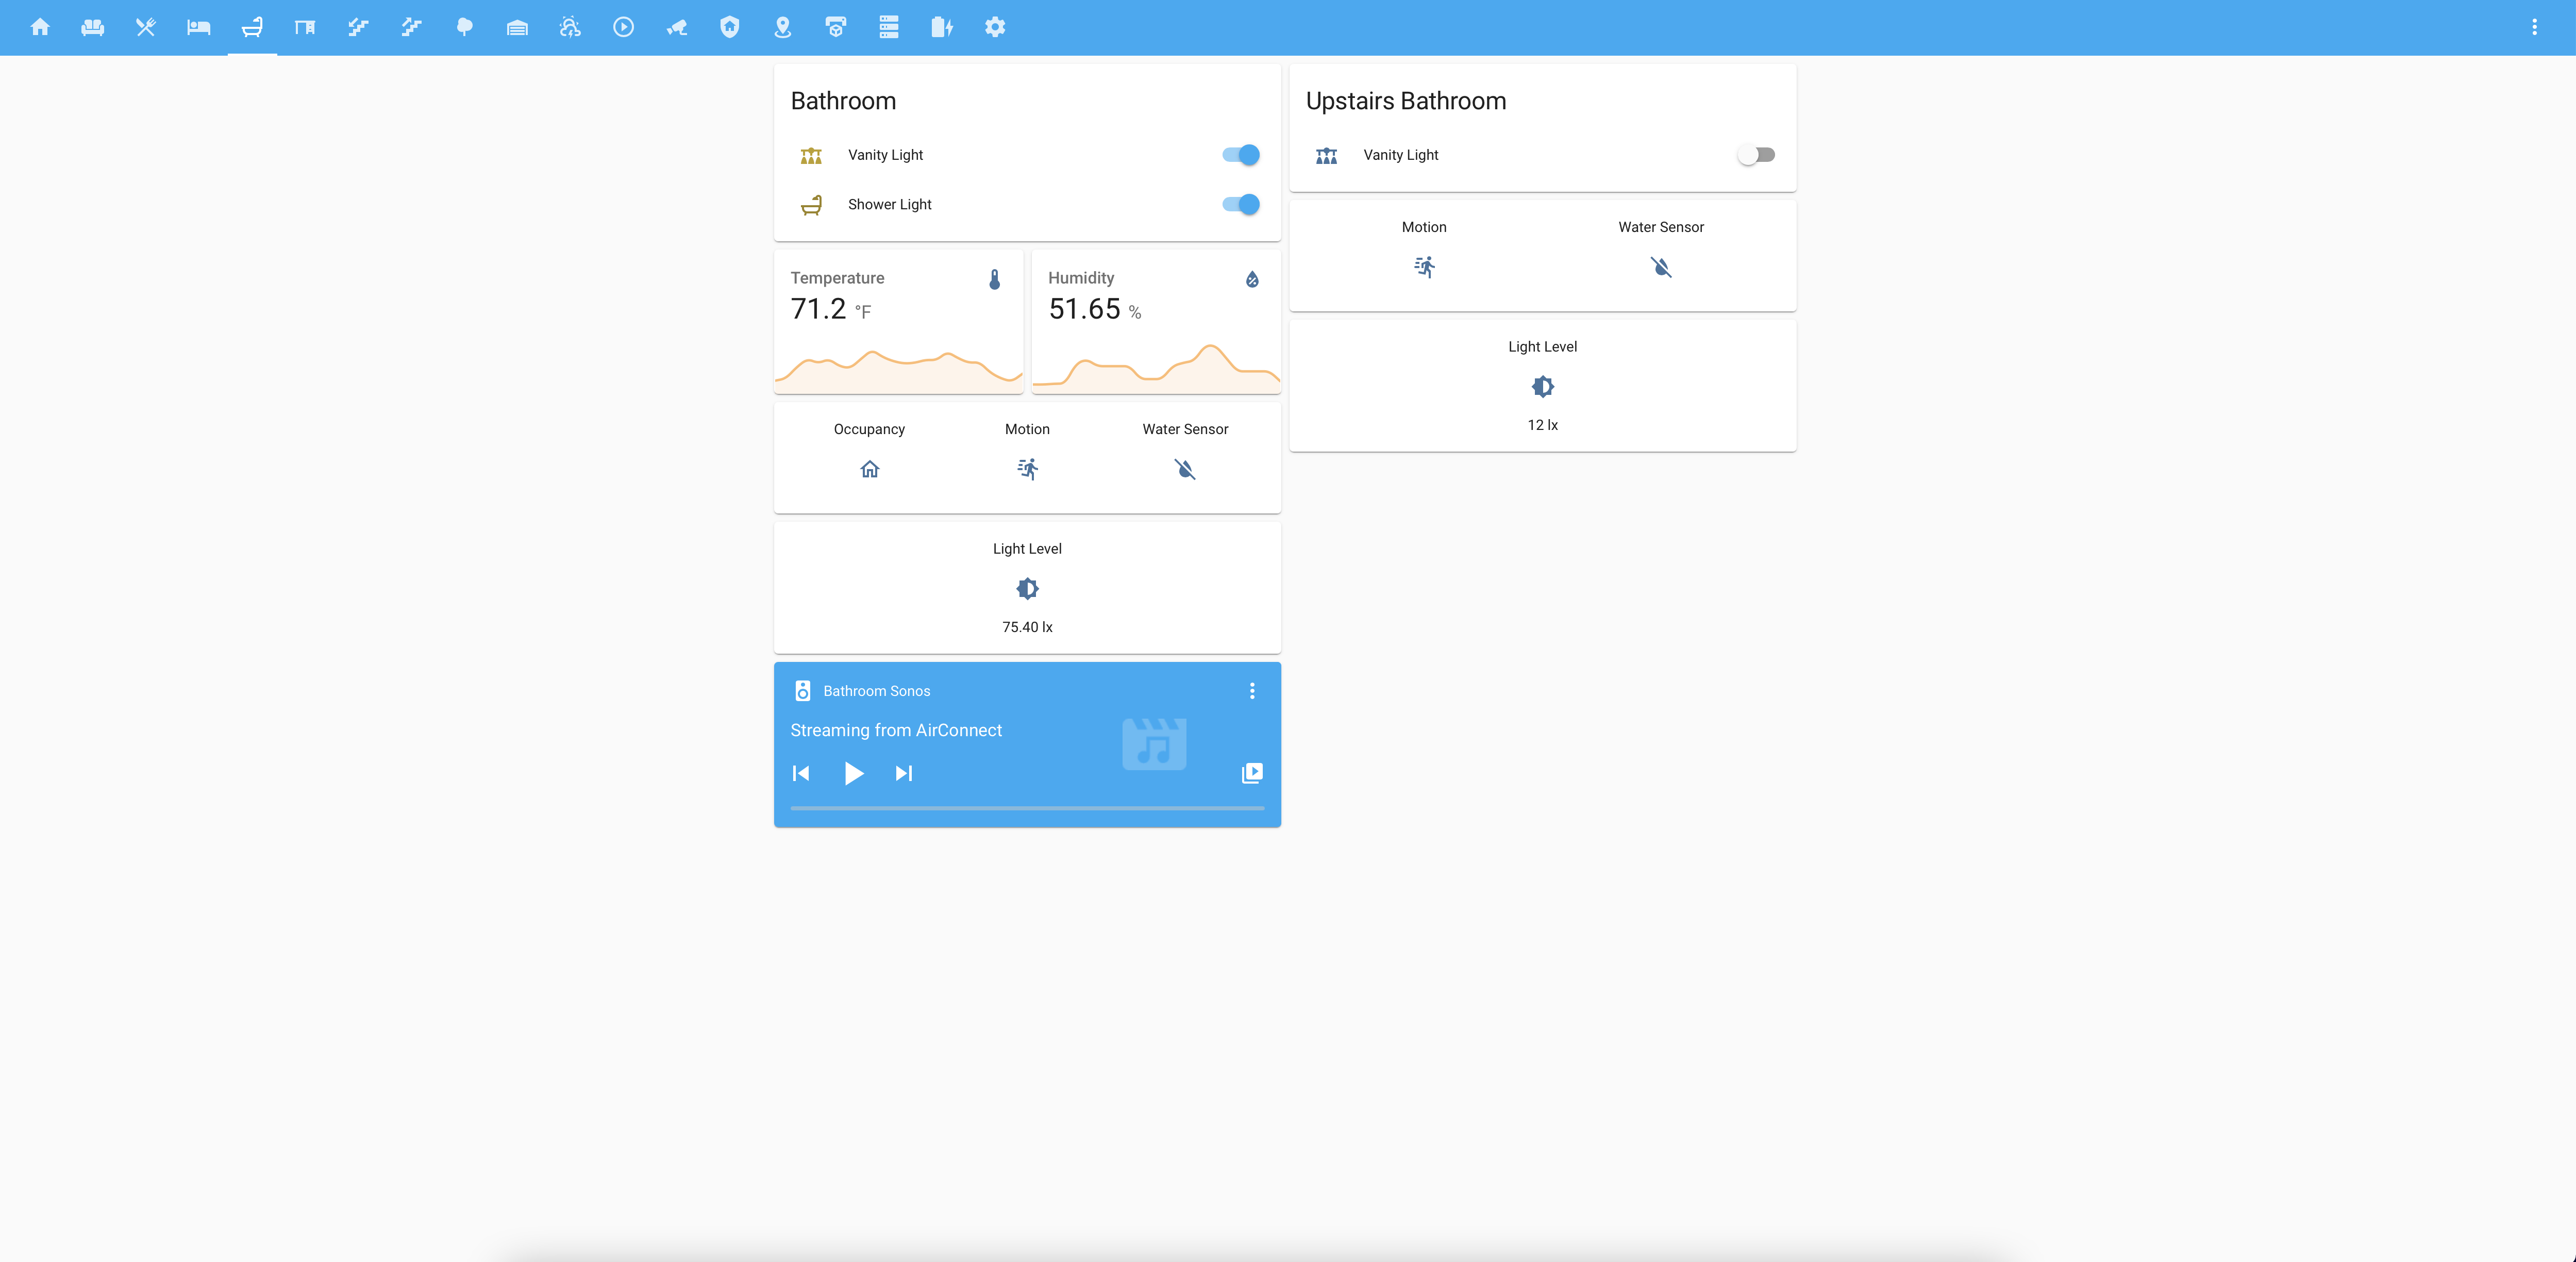 Bathroom
Vanity Light
Shower Light
Temperature
71.2 °F
Humidity
51.65 %
Occupancy
Motion
Water Sensor
Light Level
75.40 lx
Bathroom Sonos
Streaming from AirConnect
Upstairs Bathroom
Vanity Light
Motion
Water Sensor
Light Level
12 lx